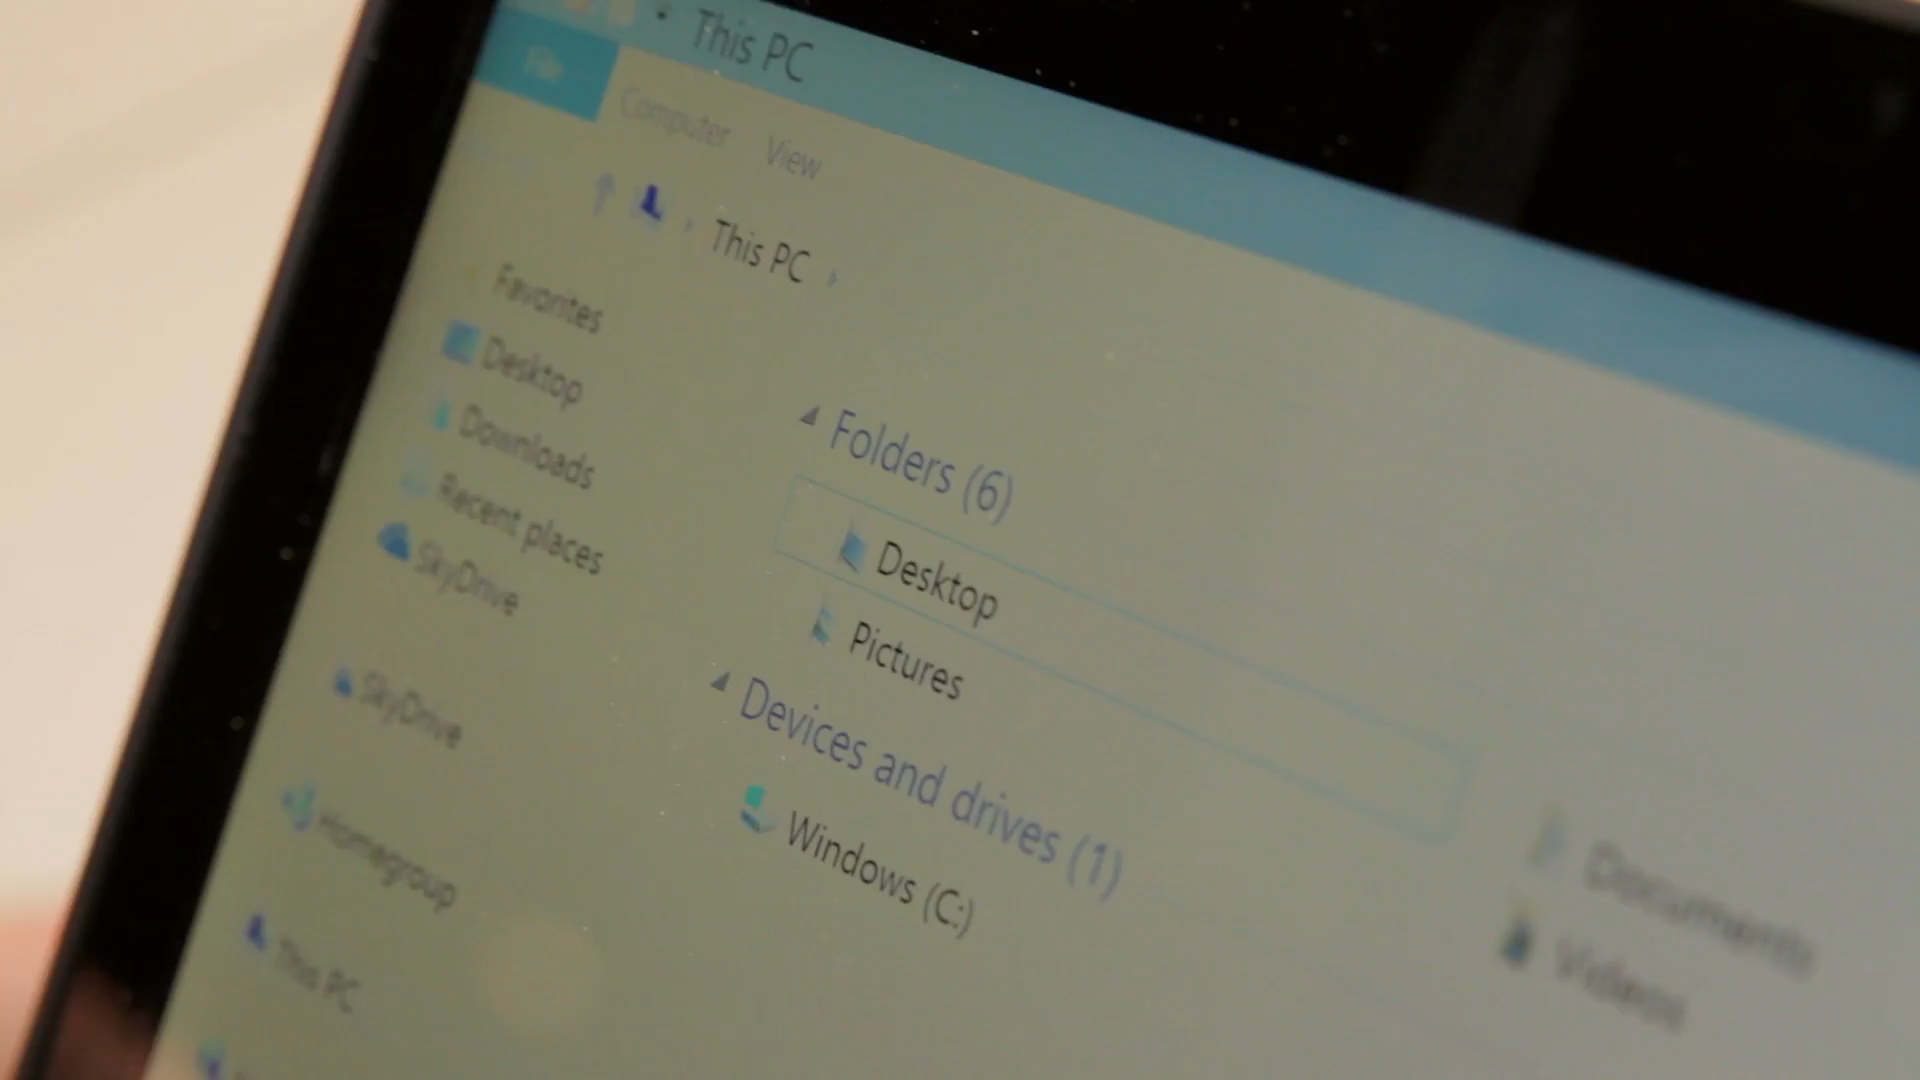 This PC
File
Computer View
This PC
Favorites
Desktop
Downloads
Recent places
SkyDrive
SkyDrive
Homegroup
This PC
Folders (6)
Desktop
Documents
Pictures
Videos
Devices and drives (1)
Windows (C:)